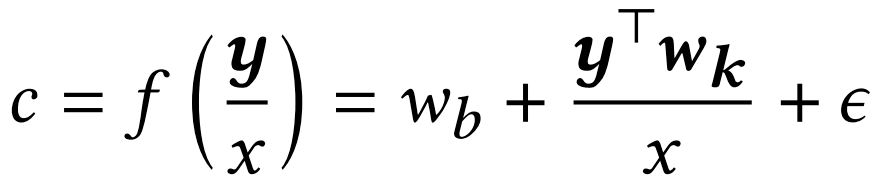 c = f(y/x) = w_b + y^⊤ w_k / x + ϵ